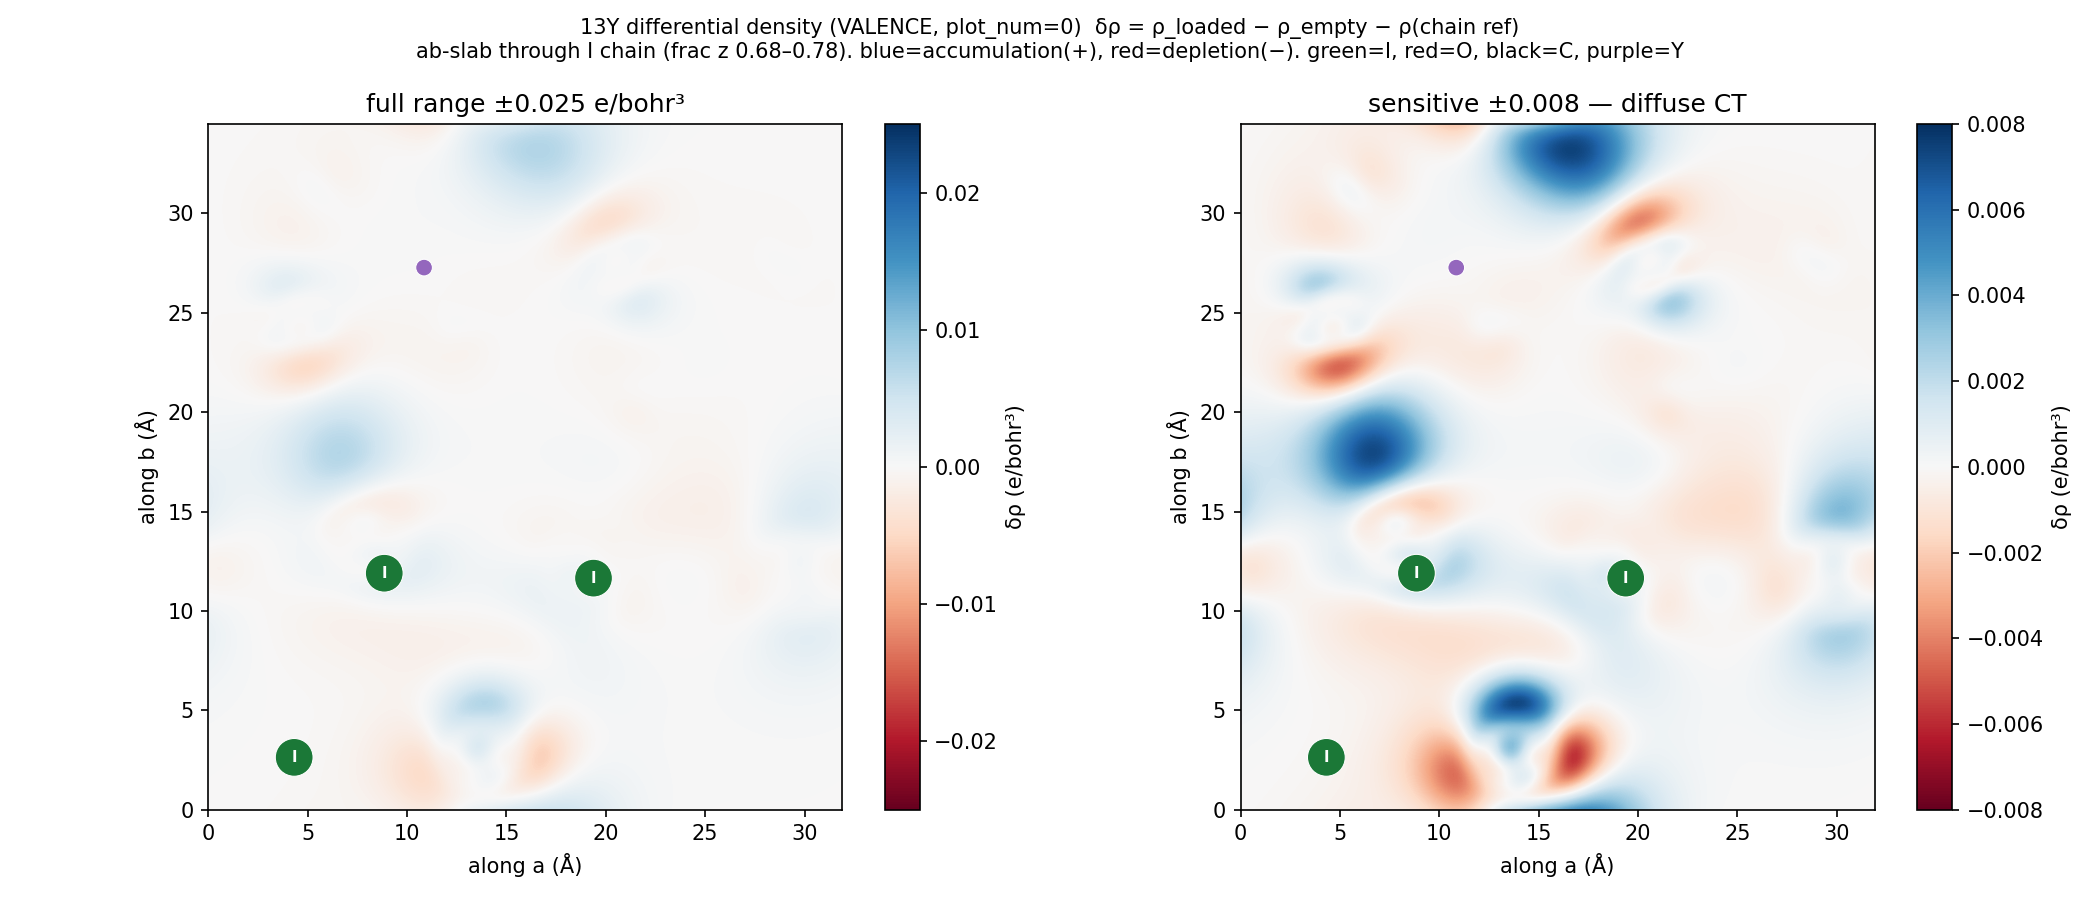 13Y differential density (VALENCE, plot_num=0)  δρ = ρ_loaded − ρ_empty − ρ(chain ref)
ab-slab through I chain (frac z 0.68–0.78). blue=accumulation(+), red=depletion(−). green=I, red=O, black=C, purple=Y
full range ±0.025 e/bohr³
along b (Å)
30
25
20
15
10
5
0
I
I
I
0
5
10
15
20
25
30
along a (Å)
0.02
0.01
0.00
−0.01
−0.02
δρ (e/bohr³)
sensitive ±0.008 — diffuse CT
along b (Å)
30
25
20
15
10
5
0
I
I
I
0
5
10
15
20
25
30
along a (Å)
0.008
0.006
0.004
0.002
0.000
−0.002
−0.004
−0.006
−0.008
δρ (e/bohr³)